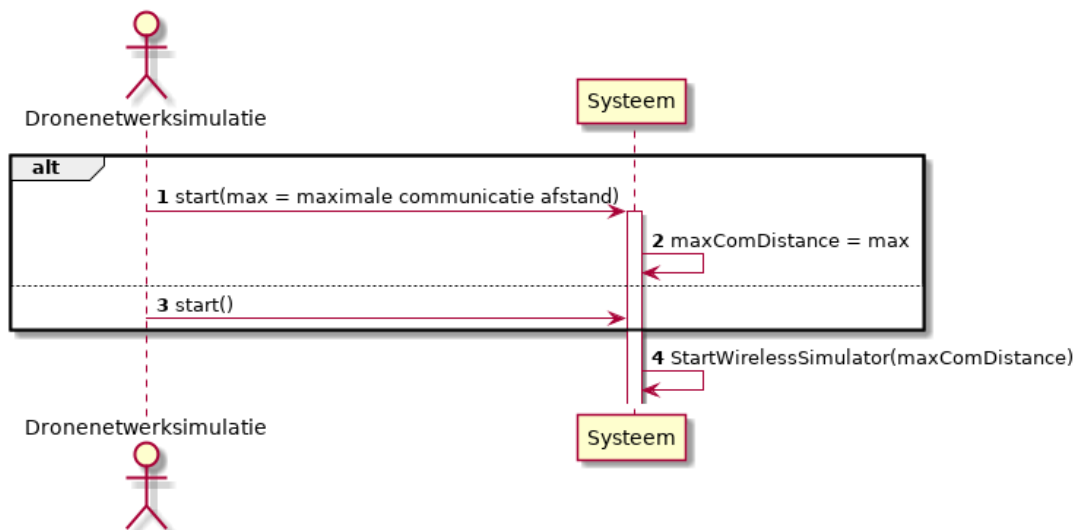 Dronenetwerksimulatie
Systeem
alt
1 start(max = maximale communicatie afstand)
2 maxComDistance = max
3 start()
4 StartWirelessSimulator(maxComDistance)
Dronenetwerksimulatie
Systeem